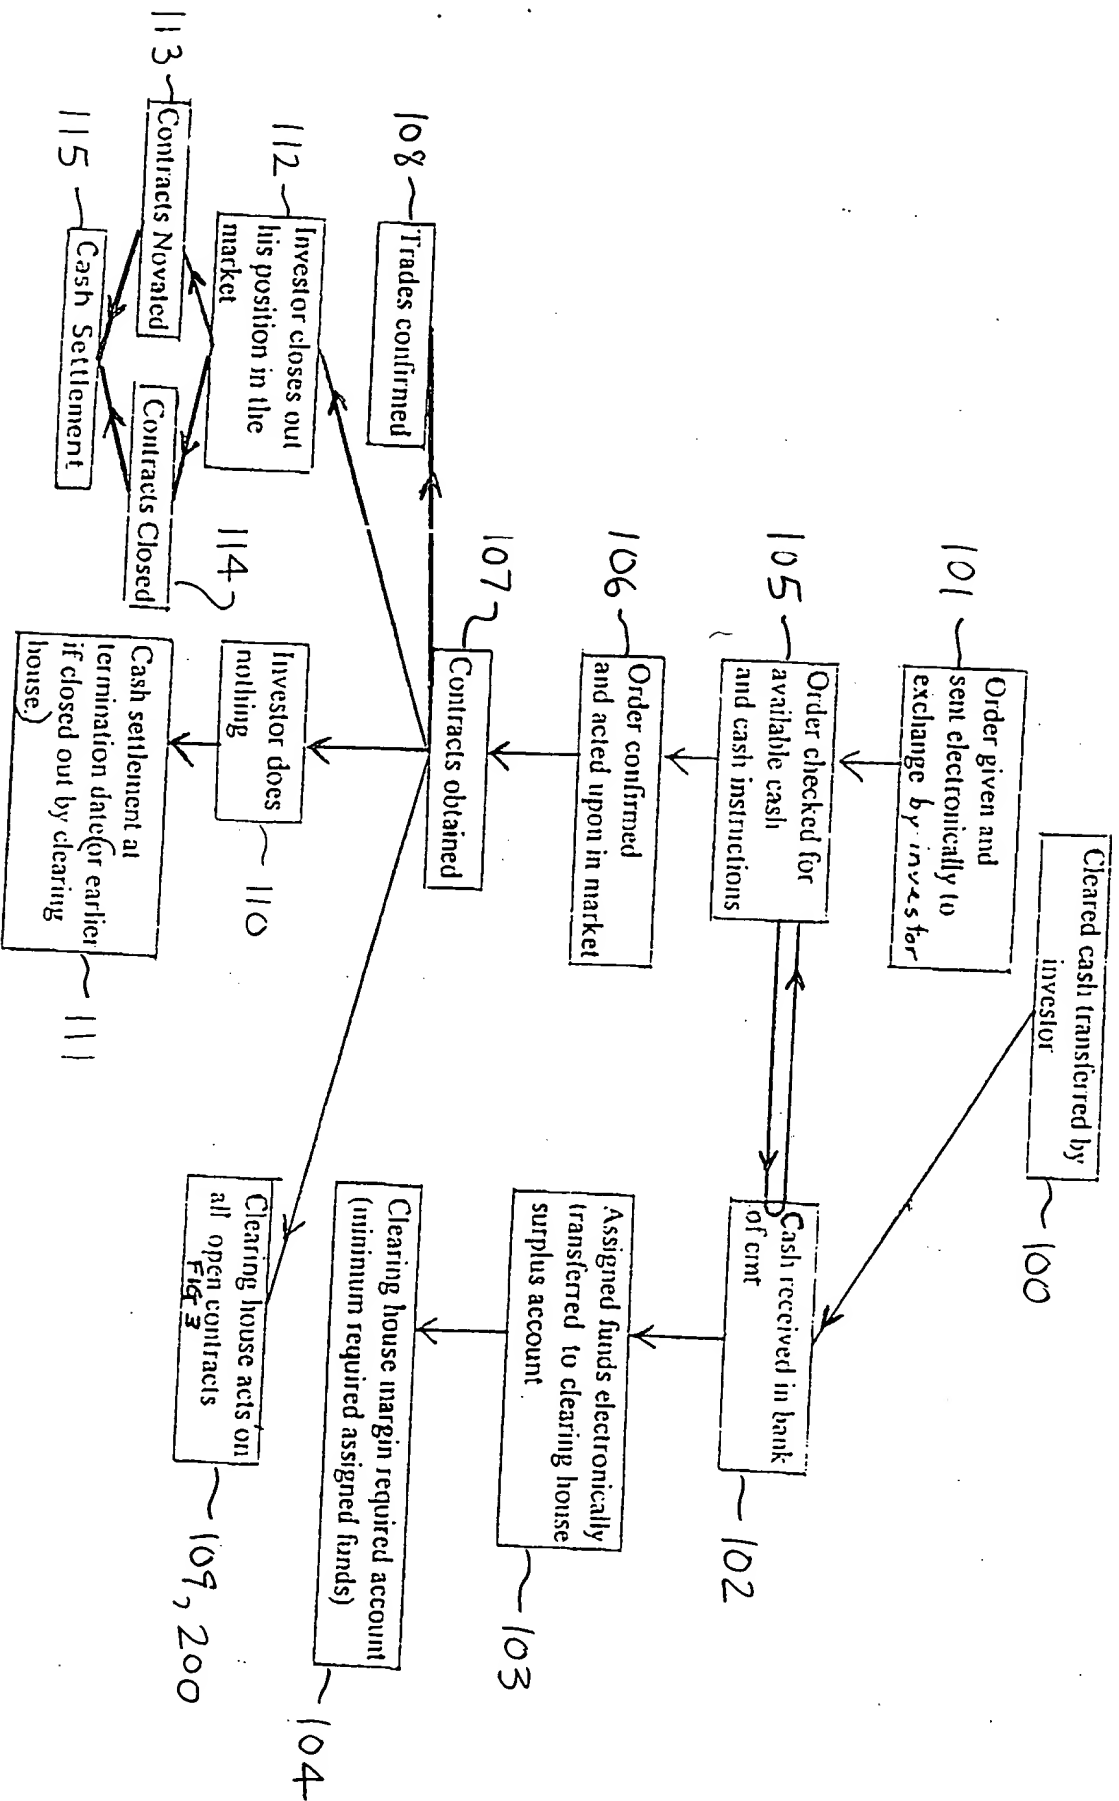 Cleared cash transferred by
investor
100
101
Order given and
sent electronically to
exchange by investor
105
Order checked for
available cash
and cash instructions
Cash received in bank
of cmt
102
106
Order confirmed
and acted upon in market
Assigned funds electronically
transferred to clearing house
surplus account
103
107
Contracts obtained
108
Trades confirmed
Clearing house margin required account
(minimum required assigned funds)
104
112
Investor closes out
his position in the
market
Investor does
nothing
110
Clearing house acts on
all open contracts
FIG 3
109, 200
113
Contracts Novated
Contracts Closed
114
115
Cash Settlement
Cash settlement at
termination date(or earlier
if closed out by clearing
house)
111